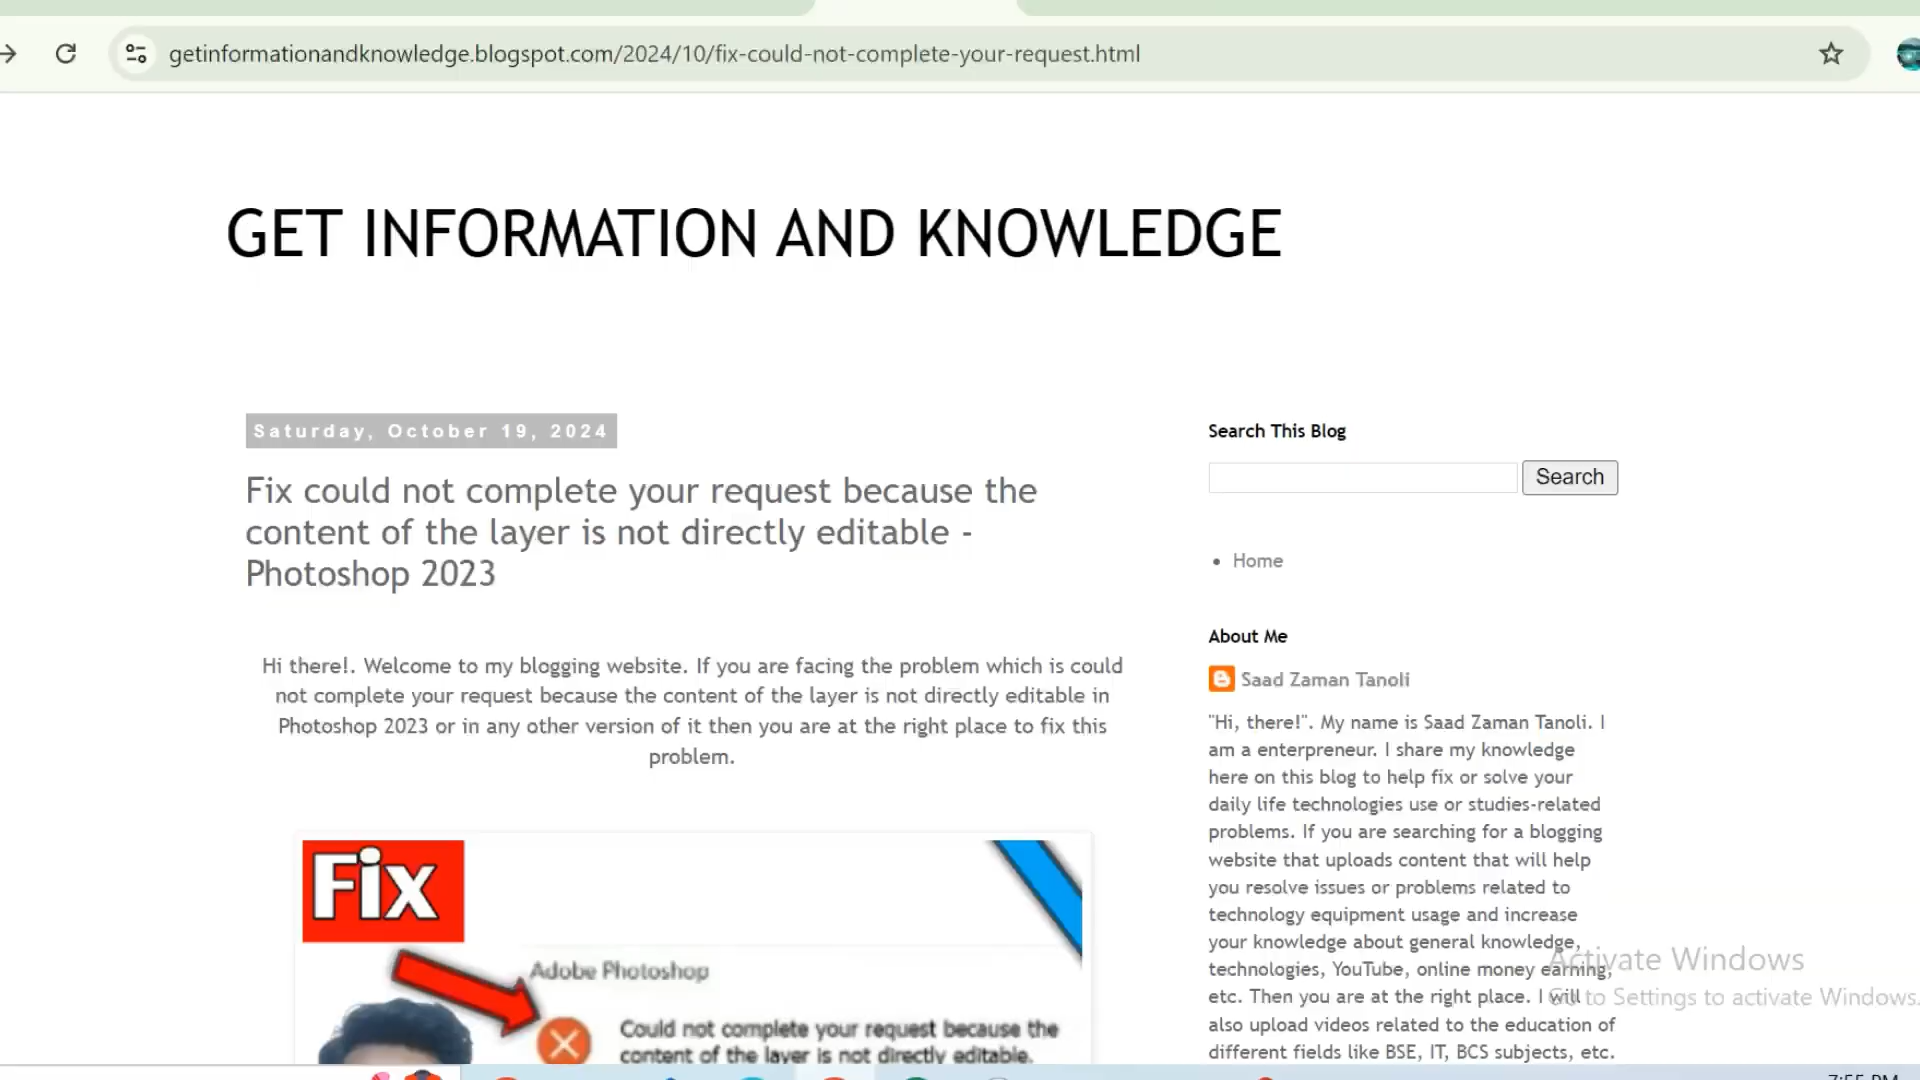 getinformationandknowledge.blogspot.com/2024/10/fix-could-not-complete-your-request.html
GET INFORMATION AND KNOWLEDGE
Saturday, October 19, 2024
Fix could not complete your request because the
content of the layer is not directly editable -
Photoshop 2023
Hi there!. Welcome to my blogging website. If you are facing the problem which is could
not complete your request because the content of the layer is not directly editable in
Photoshop 2023 or in any other version of it then you are at the right place to fix this
problem.
Fix
Adobe Photoshop
Could not complete your request because the
content of the layer is not directly editable.
Search This Blog
Search
Home
About Me
Saad Zaman Tanoli
"Hi, there!". My name is Saad Zaman Tanoli. I
am a enterpreneur. I share my knowledge
here on this blog to help fix or solve your
daily life technologies use or studies-related
problems. If you are searching for a blogging
website that uploads content that will help
you resolve issues or problems related to
technology equipment usage and increase
your knowledge about general knowledge,
technologies, YouTube, online money earning,
etc. Then you are at the right place. I will
also upload videos related to the education of
different fields like BSE, IT, BCS subjects, etc.
Activate Windows
Go to Settings to activate Windows.
7:55 PM